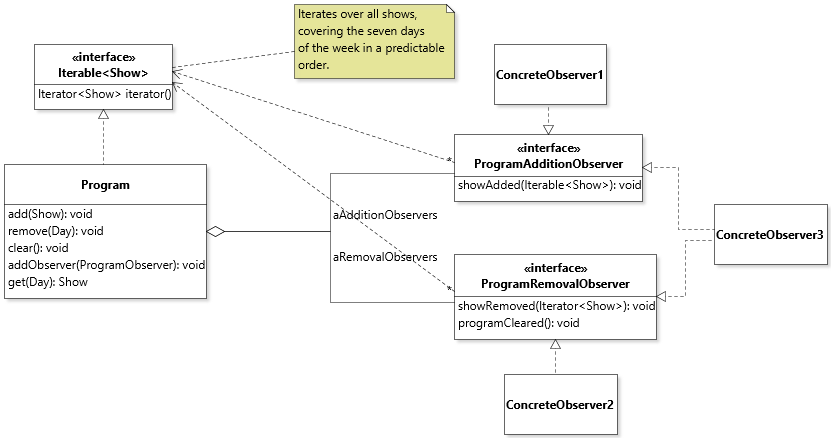 Iterates over all shows,
covering the seven days
of the week in a predictable
order.
«interface»
Iterable<Show>
Iterator<Show> iterator()
ConcreteObserver1
«interface»
ProgramAdditionObserver
showAdded(Iterable<Show>): void
Program
add(Show): void
remove(Day): void
clear(): void
addObserver(ProgramObserver): void
get(Day): Show
*
aAdditionObservers
aRemovalObservers
*
ConcreteObserver3
«interface»
ProgramRemovalObserver
showRemoved(Iterator<Show>): void
programCleared(): void
ConcreteObserver2